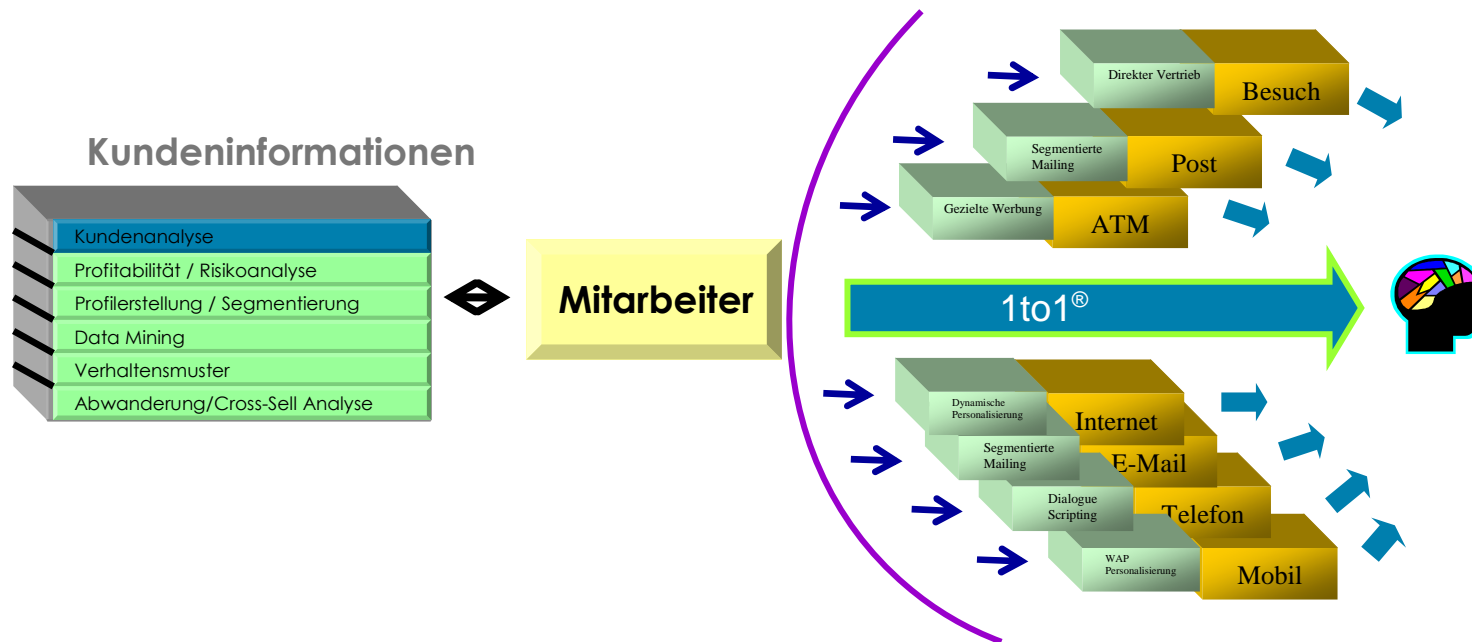 Kundeninformationen
Kundenanalyse
Profitabilität / Risikoanalyse
Profilerstellung / Segmentierung
Data Mining
Verhaltensmuster
Abwanderung/Cross-Sell Analyse
Mitarbeiter
Direkter Vertrieb
Besuch
Segmentierte
Mailing
Post
Gezielte Werbung
ATM
1to1®
Dynamische
Personalisierung
Internet
Segmentierte
Mailing
E-Mail
Dialogue
Scripting
Telefon
WAP
Personalisierung
Mobil